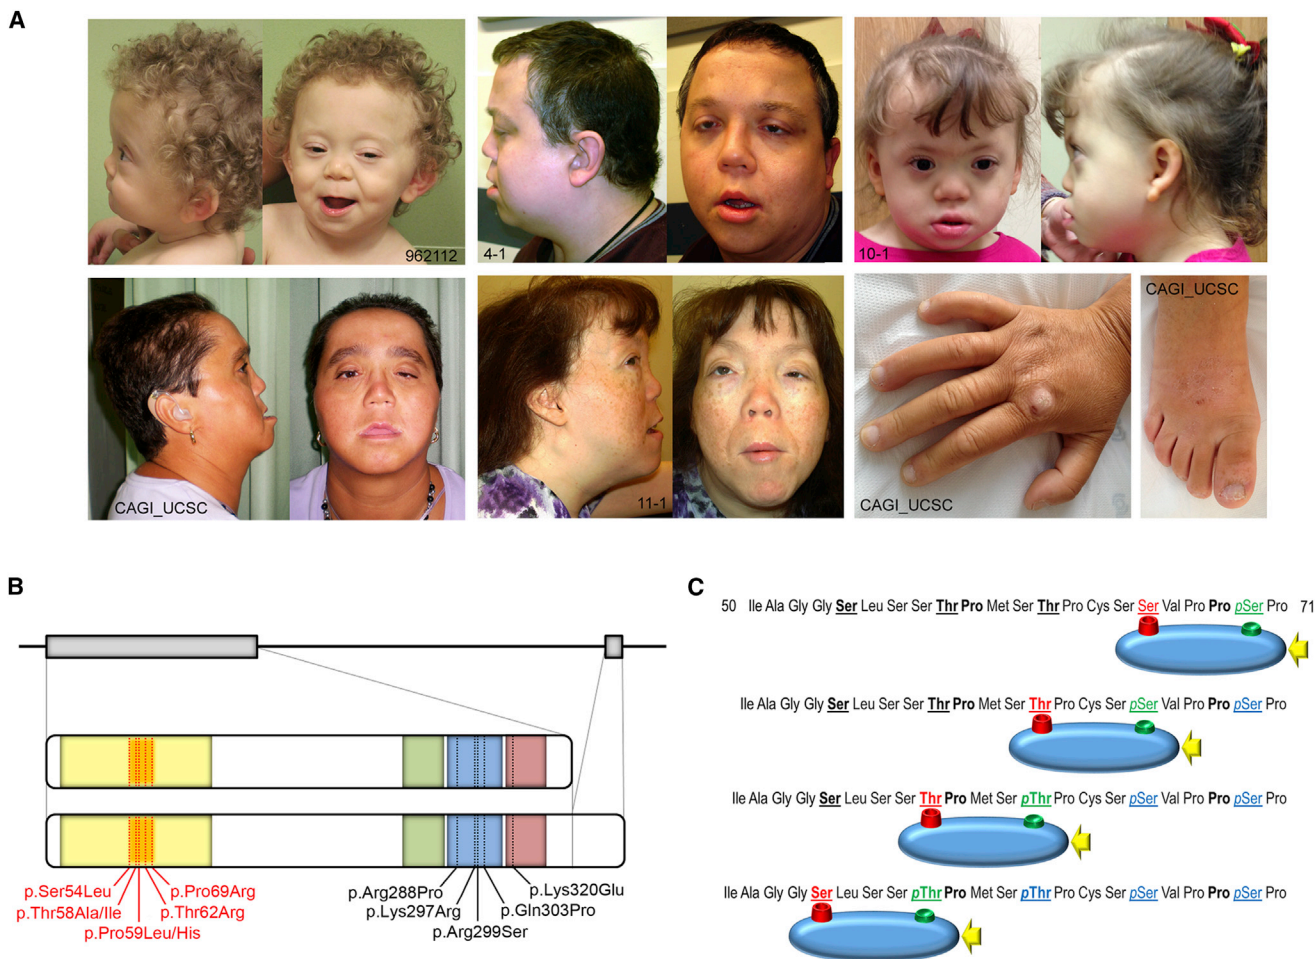 A
962112
4-1
10-1
CAGI_UCSC
11-1
CAGI_UCSC
CAGI_UCSC
B
p.Ser54Leu
p.Thr58Ala/Ile
p.Pro59Leu/His
p.Pro69Arg
p.Thr62Arg
p.Arg288Pro
p.Lys297Arg
p.Arg299Ser
p.Lys320Glu
p.Gln303Pro
C
50 Ile Ala Gly Gly Ser Leu Ser Ser Thr Pro Met Ser Thr Pro Cys Ser Ser Val Pro Pro pSer Pro 71
Ile Ala Gly Gly Ser Leu Ser Ser Thr Pro Met Ser Thr Pro Cys Ser pSer Val Pro Pro pSer Pro
Ile Ala Gly Gly Ser Leu Ser Ser Thr Pro Met Ser pThr Pro Cys Ser pSer Val Pro Pro pSer Pro
Ile Ala Gly Gly Ser Leu Ser Ser pThr Pro Met Ser pThr Pro Cys Ser pSer Val Pro Pro pSer Pro